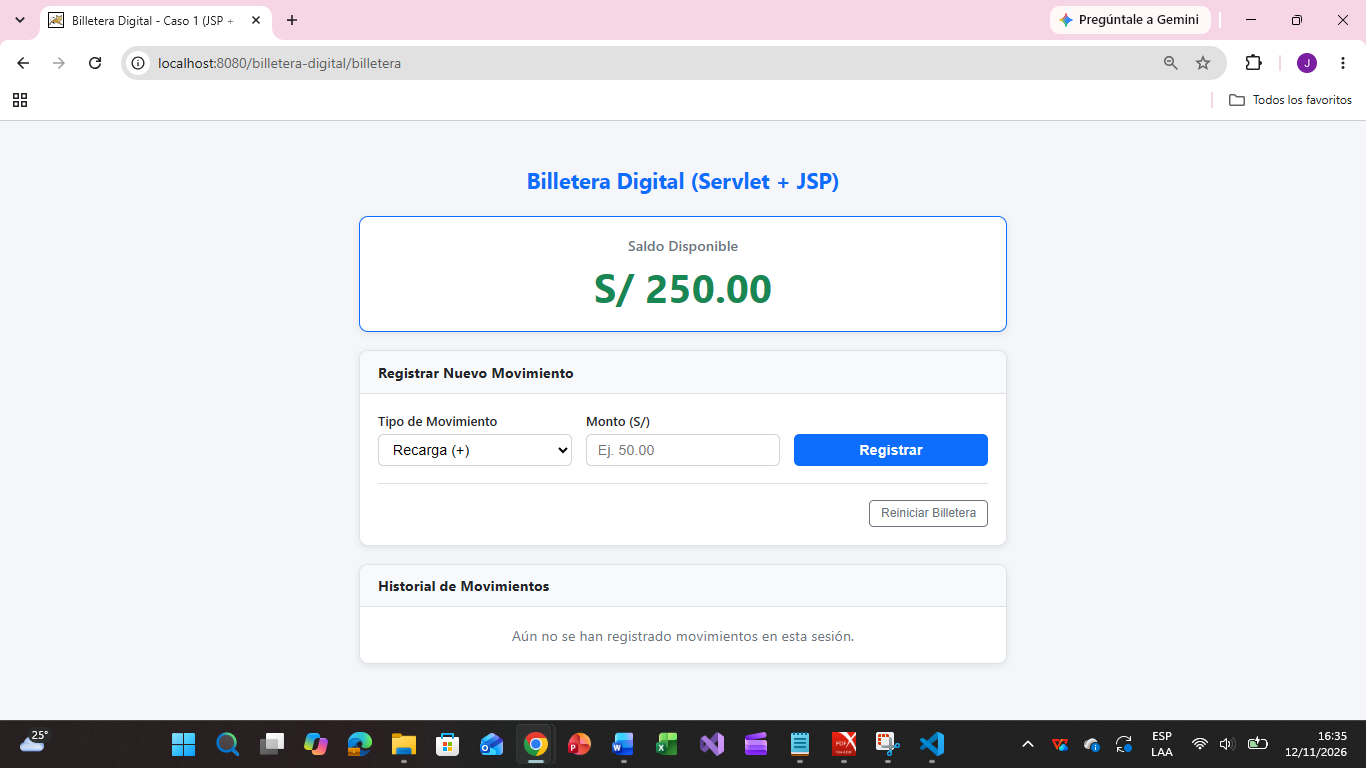 Billetera Digital - Caso 1 (JSP +
Pregúntale a Gemini
localhost:8080/billetera-digital/billetera
J
Todos los favoritos
Billetera Digital (Servlet + JSP)
Saldo Disponible
S/ 250.00
Registrar Nuevo Movimiento
Tipo de Movimiento
Monto (S/)
Recarga (+)
Ej. 50.00
Registrar
Reiniciar Billetera
Historial de Movimientos
Aún no se han registrado movimientos en esta sesión.
25°
ESP
LAA
16:35
12/11/2026